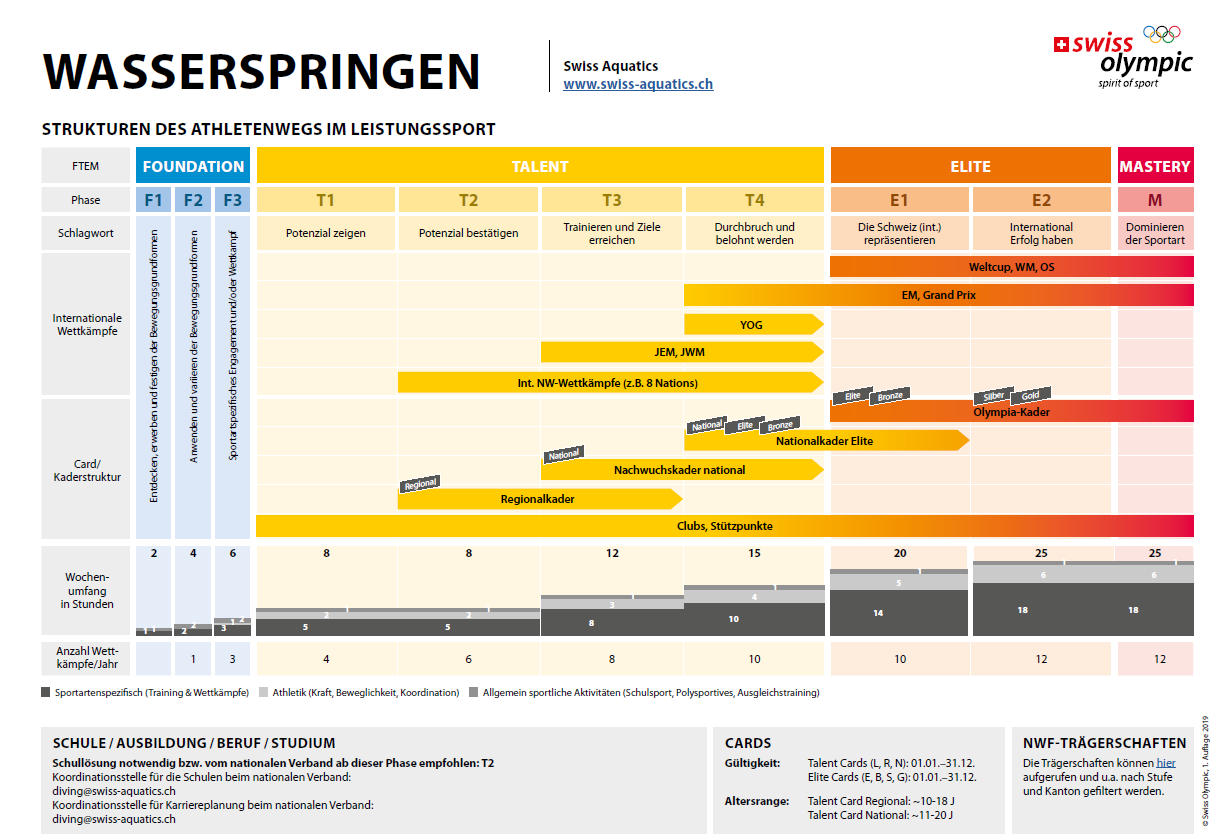 WASSERSPRINGEN
Swiss Aquatics
www.swiss-aquatics.ch
swiss
olympic
spirit of sport
STRUKTUREN DES ATHLETENWEGS IM LEISTUNGSSPORT
FTEM FOUNDATION TALENT ELITE MASTERY
Phase F1 F2 F3 T1 T2 T3 T4 E1 E2 M
Schlagwort
Entdecken, erwerben und festigen der Bewegungsgrundformen
Anwenden und variieren der Bewegungsgrundformen
Sportartspezifisches Engagement und/oder Wettkampf
Potenzial zeigen
Potenzial bestätigen
Trainieren und Ziele
erreichen
Durchbruch und
belohnt werden
Die Schweiz (int.)
repräsentieren
International
Erfolg haben
Dominieren
der Sportart
Internationale
Wettkämpfe
Weltcup, WM, OS
EM, Grand Prix
YOG
JEM, JWM
Int. NW-Wettkämpfe (z.B. 8 Nations)
Card/
Kaderstruktur
Elite Bronze Silber Gold
Olympia-Kader
National Elite Bronze
Nationalkader Elite
National
Nachwuchskader national
Regional
Regionalkader
Clubs, Stützpunkte
Wochen-
umfang
in Stunden
2 4 6 8 8 12 15 20 25 25
1 1 2 2 3 1 2
5 2 1
5 2 1
8 3 1
10 4 1
14 5 1
18 6 1
18 6 1
Anzahl Wett-
kämpfe/Jahr
1 3 4 6 8 10 10 12 12
Sportartenspezifisch (Training & Wettkämpfe) Athletik (Kraft, Beweglichkeit, Koordination) Allgemein sportliche Aktivitäten (Schulsport, Polysportives, Ausgleichstraining)
SCHULE / AUSBILDUNG / BERUF / STUDIUM
Schullösung notwendig bzw. vom nationalen Verband ab dieser Phase empfohlen: T2
Koordinationsstelle für die Schulen beim nationalen Verband:
diving@swiss-aquatics.ch
Koordinationsstelle für Karriereplanung beim nationalen Verband:
diving@swiss-aquatics.ch
CARDS
Gültigkeit: Talent Cards (L, R, N): 01.01.–31.12.
Elite Cards (E, B, S, G): 01.01.–31.12.
Altersrange: Talent Card Regional: ~10-18 J
Talent Card National: ~11-20 J
NWF-TRÄGERSCHAFTEN
Die Trägerschaften können hier
aufgerufen und u.a. nach Stufe
und Kanton gefiltert werden.
© Swiss Olympic, 1. Auflage 2019